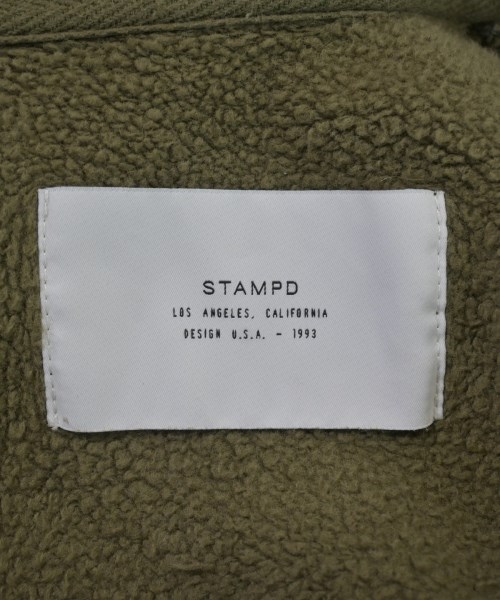 STAMPD
LOS ANGELES, CALIFORNIA
DESIGN U.S.A. - 1993